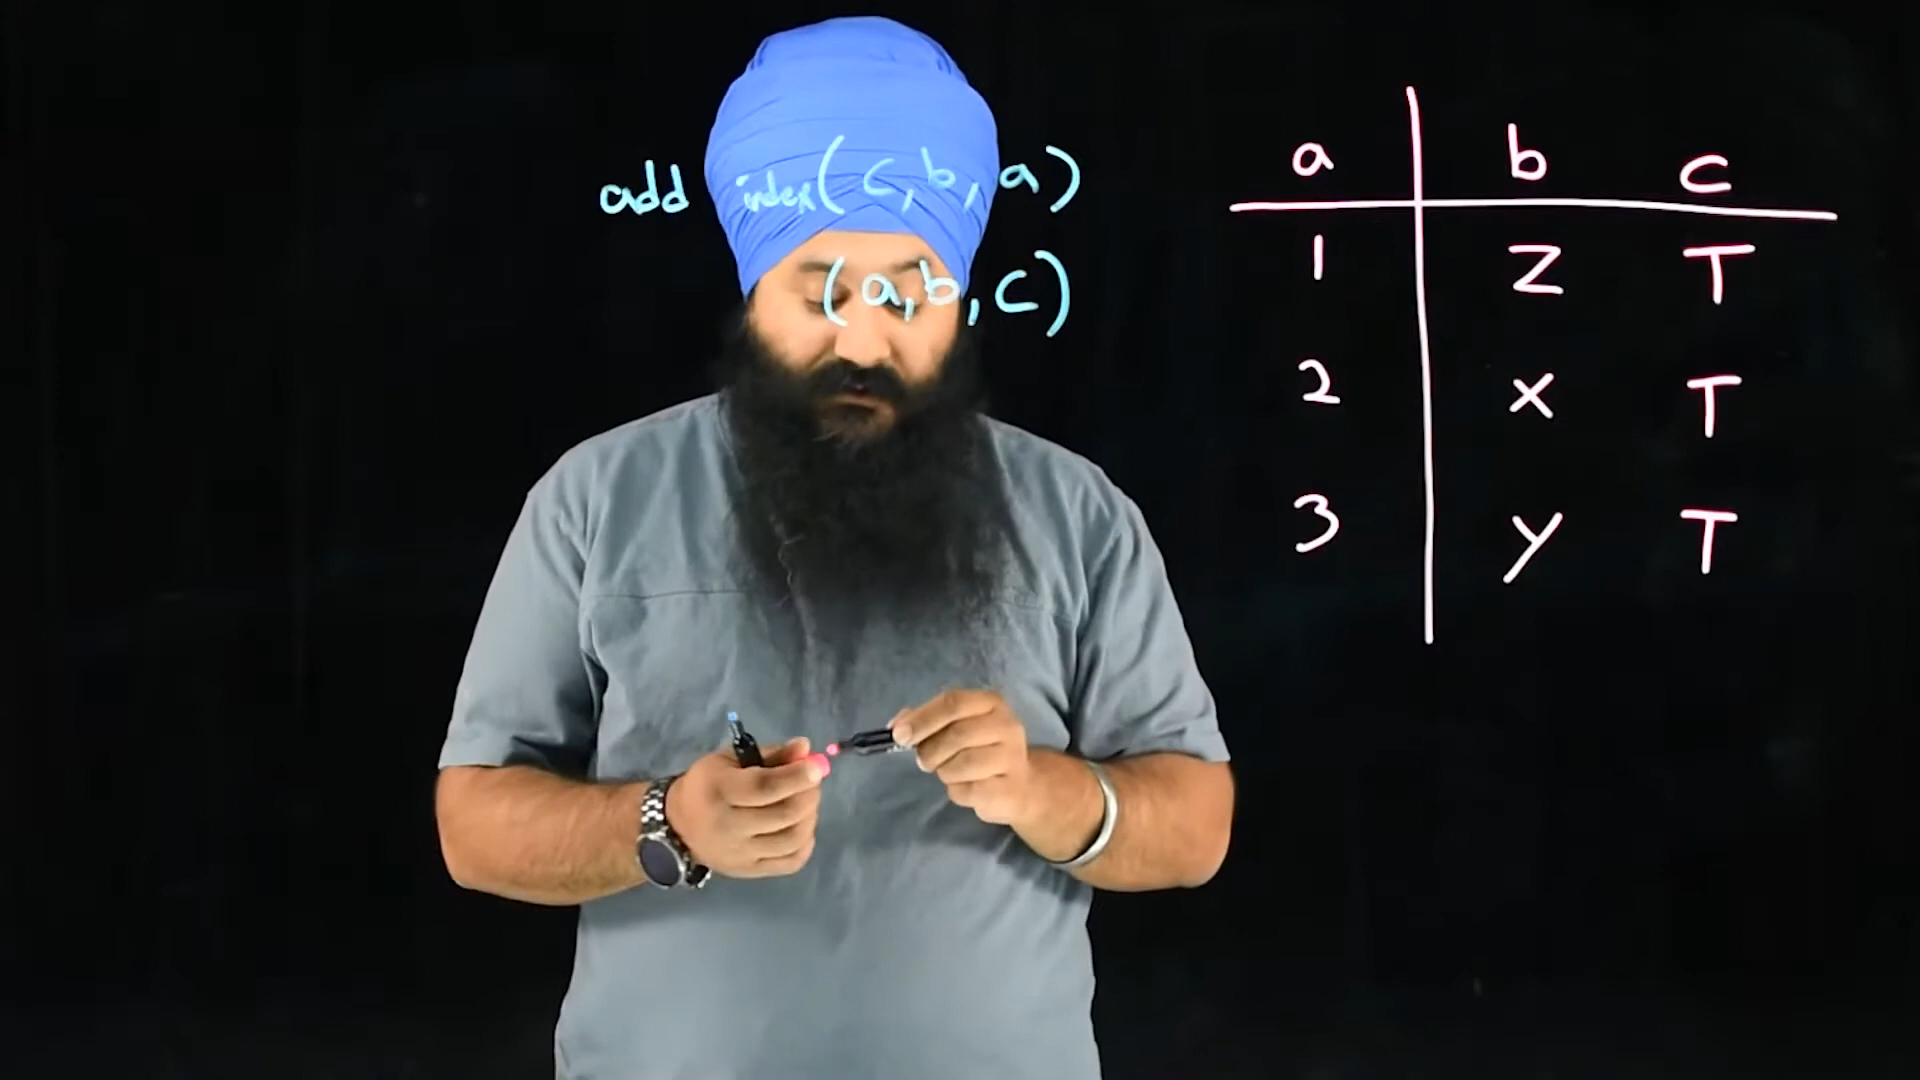 add index(c, b, a)
(a, b, c)
a b c
1 Z T
2 X T
3 Y T